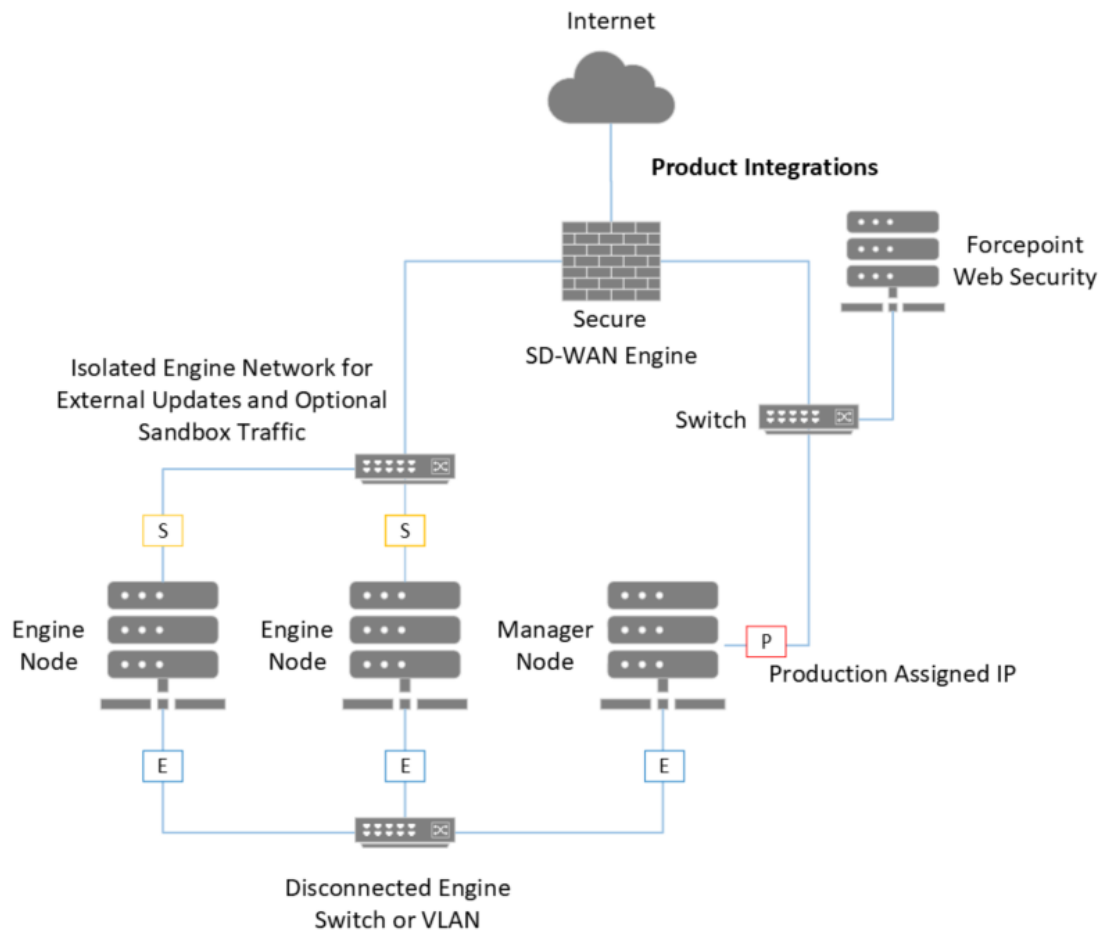 Internet
Product Integrations
Forcepoint
Web Security
Secure
SD-WAN Engine
Isolated Engine Network for
External Updates and Optional
Sandbox Traffic
Switch
S
S
Engine
Node
Engine
Node
Manager
Node
P
Production Assigned IP
E
E
E
Disconnected Engine
Switch or VLAN